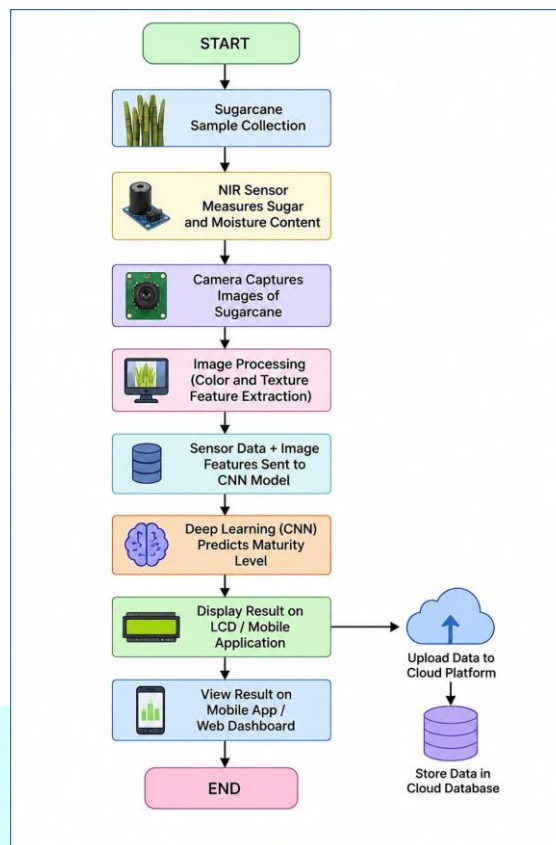 START
Sugarcane
Sample Collection
NIR Sensor
Measures Sugar
and Moisture Content
Camera Captures
Images of
Sugarcane
Image Processing
(Color and Texture
Feature Extraction)
Sensor Data + Image
Features Sent to
CNN Model
Deep Learning (CNN)
Predicts Maturity
Level
Display Result on
LCD / Mobile
Application
Upload Data to
Cloud Platform
View Result on
Mobile App /
Web Dashboard
Store Data in
Cloud Database
END